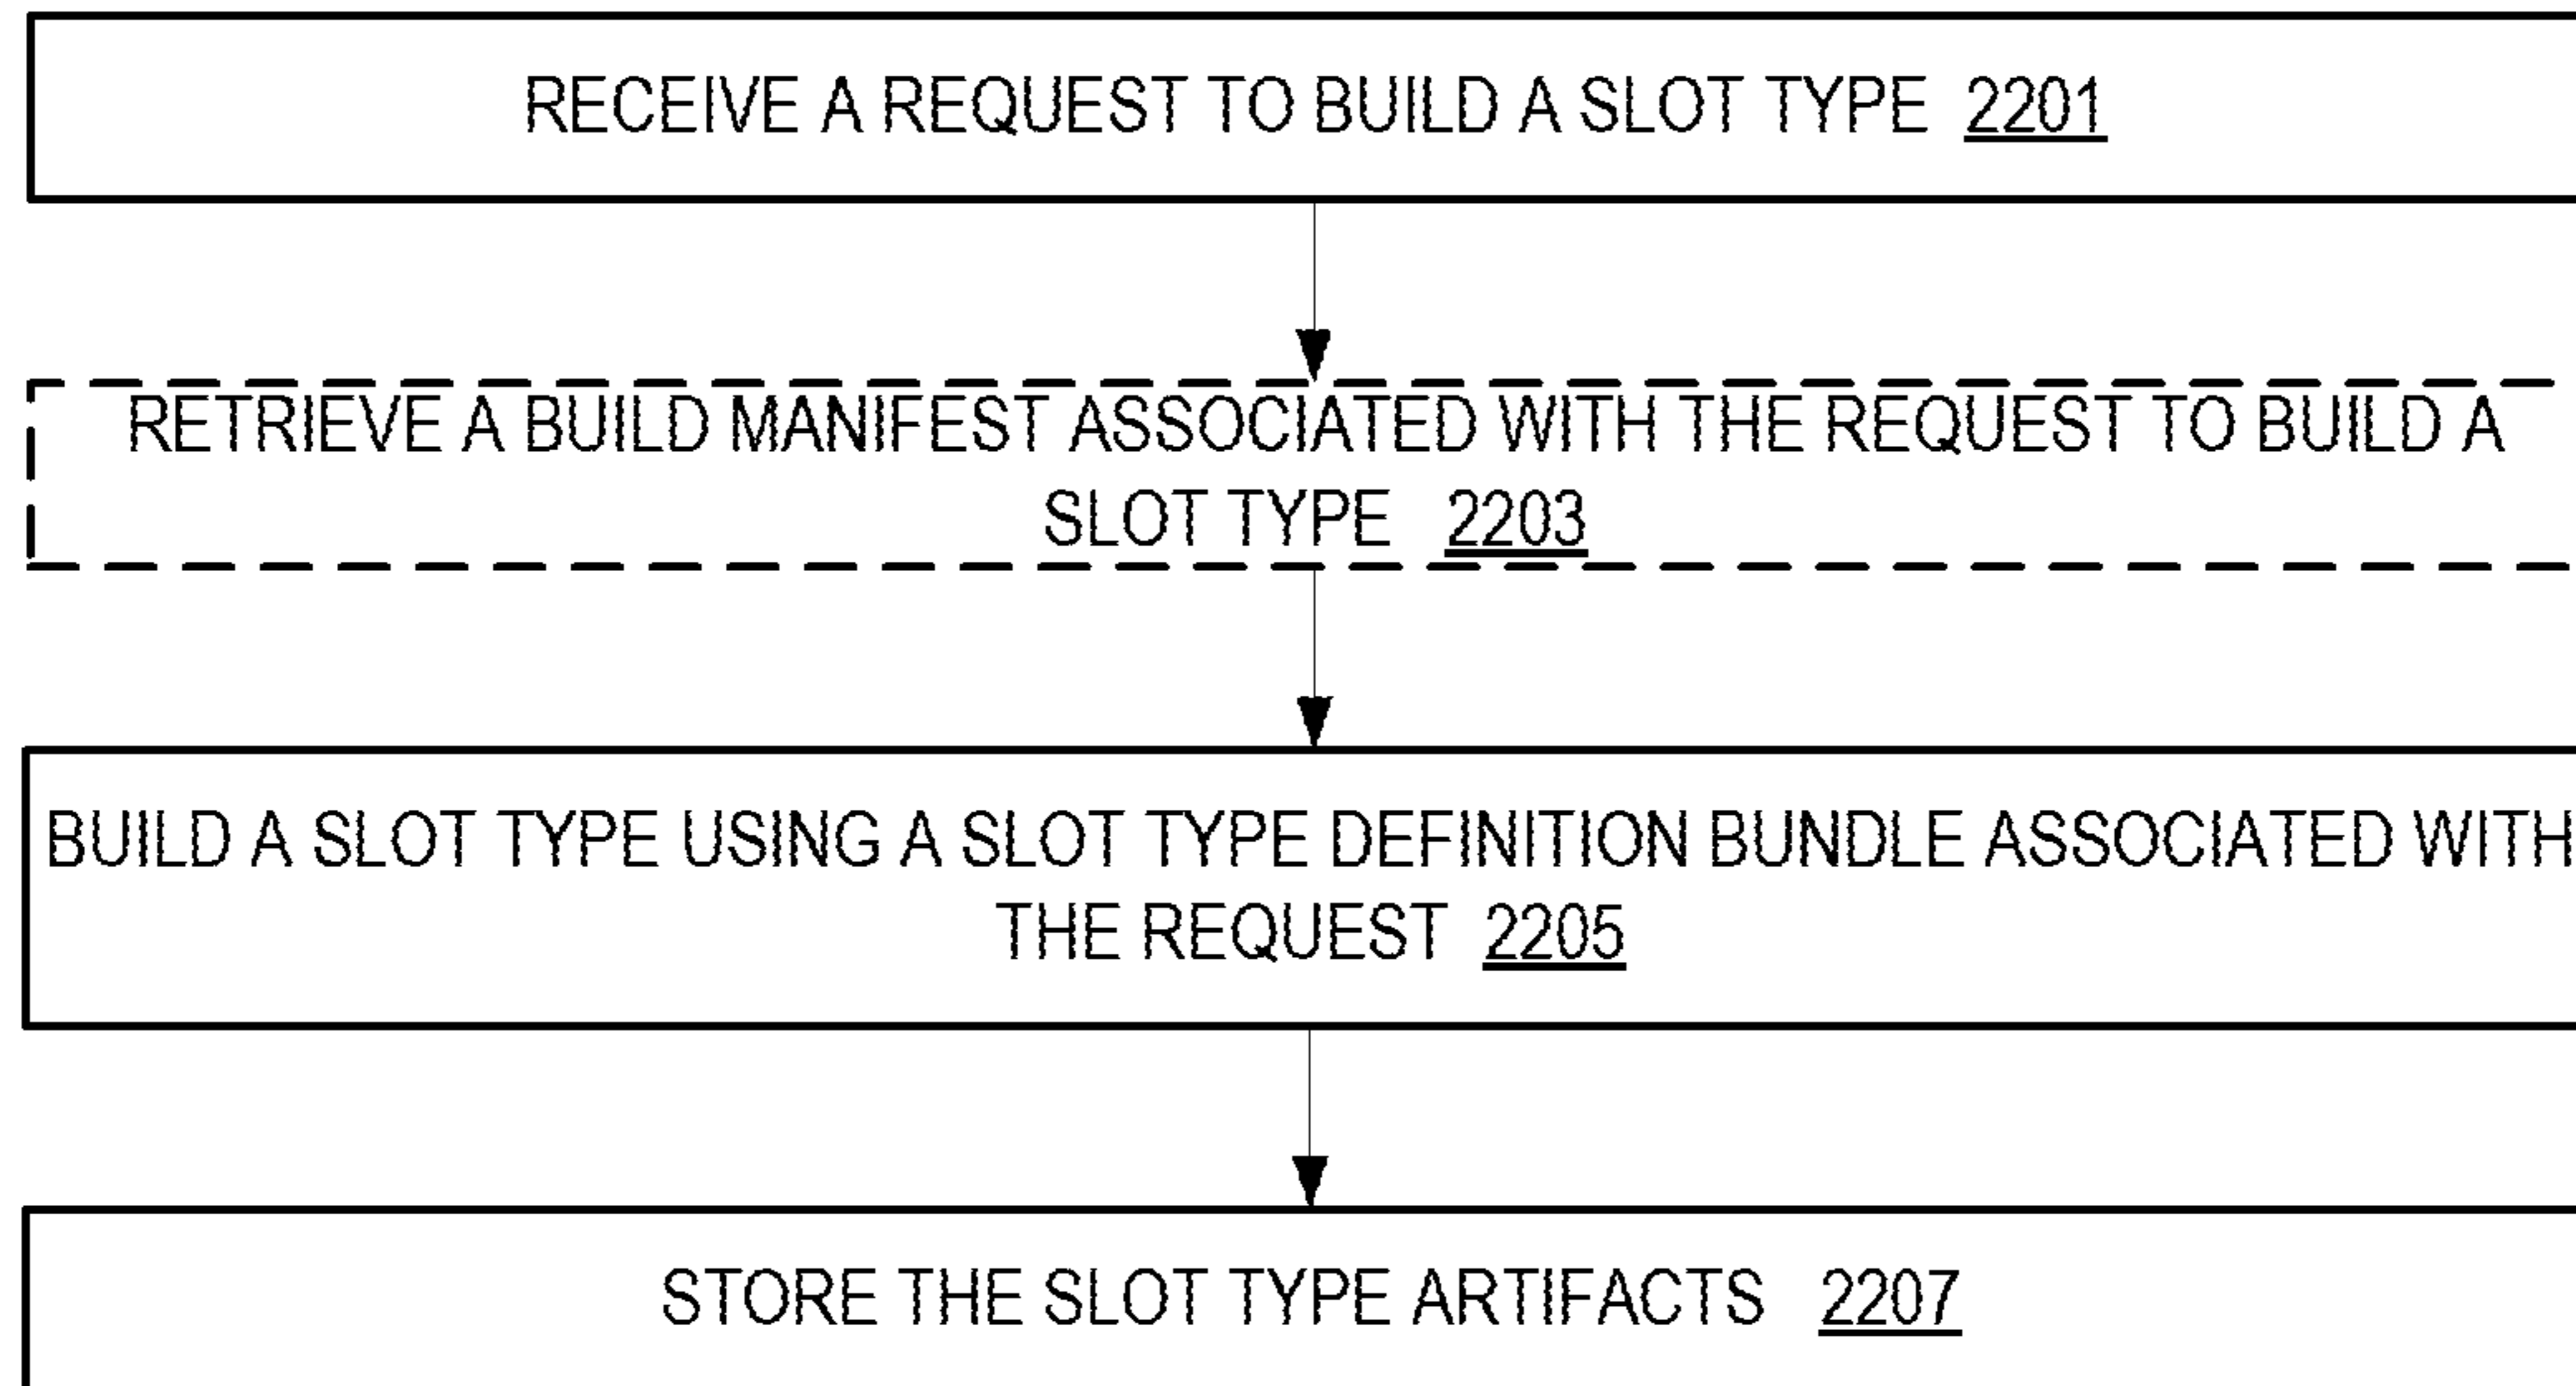 RECEIVE A REQUEST TO BUILD A SLOT TYPE 2201
RETRIEVE A BUILD MANIFEST ASSOCIATED WITH THE REQUEST TO BUILD A
SLOT TYPE 2203
BUILD A SLOT TYPE USING A SLOT TYPE DEFINITION BUNDLE ASSOCIATED WITH
THE REQUEST 2205
STORE THE SLOT TYPE ARTIFACTS 2207